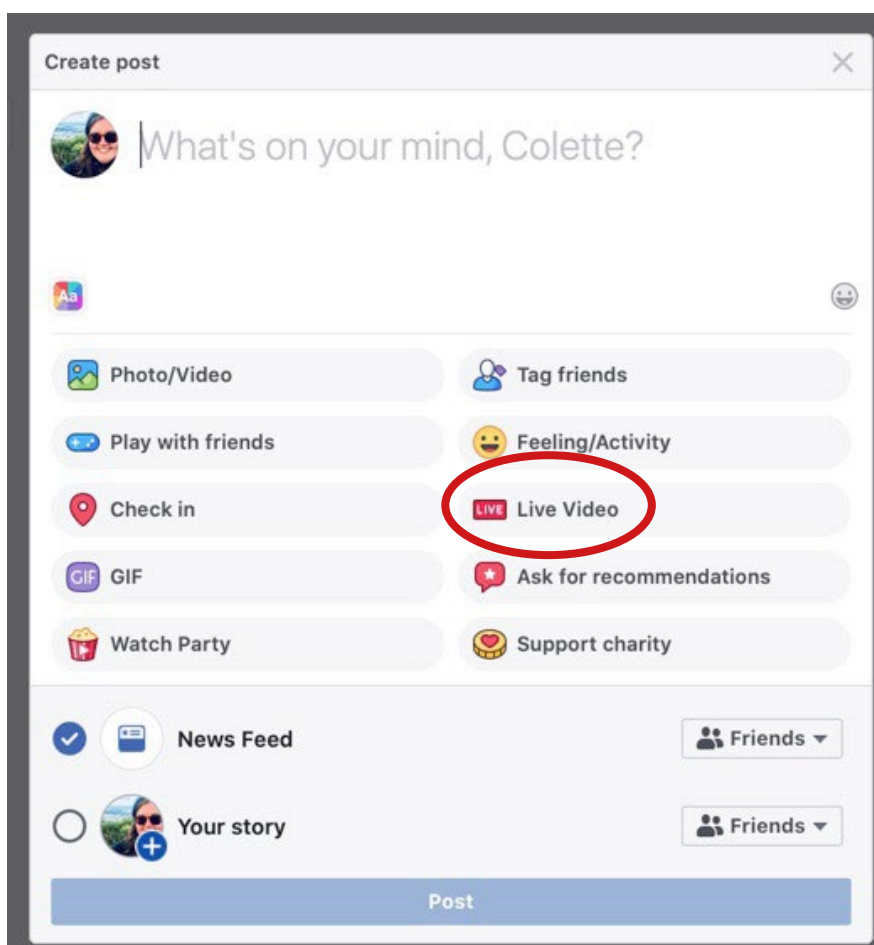 Create post
What's on your mind, Colette?
Aa
Photo/Video
Tag friends
Play with friends
Feeling/Activity
Check in
LIVE Live Video
GIF GIF
Ask for recommendations
Watch Party
Support charity
News Feed
Friends
Your story
Friends
Post